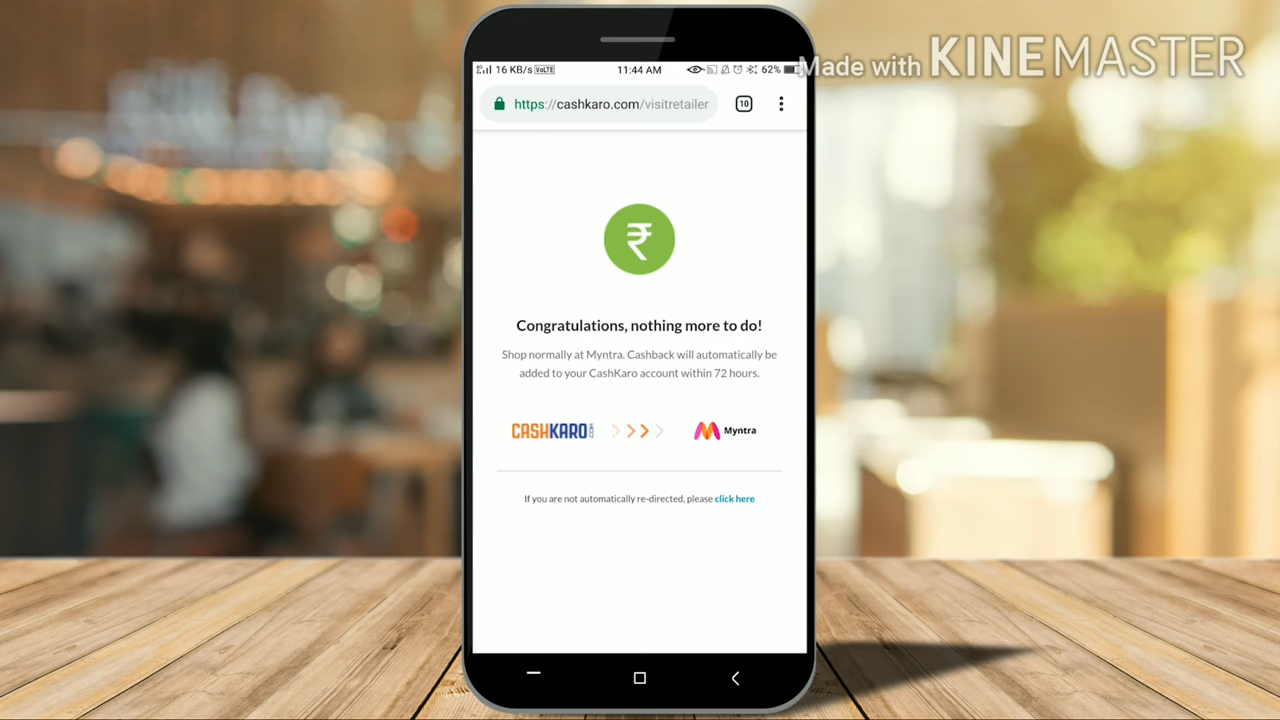 Made with KINEMASTER
16 KB/s VoLTE 11:44 AM 62%
https://cashkaro.com/visitretailer 10
₹
Congratulations, nothing more to do!
Shop normally at Myntra. Cashback will automatically be
added to your CashKaro account within 72 hours.
CASHKARO.COM Myntra
If you are not automatically re-directed, please click here